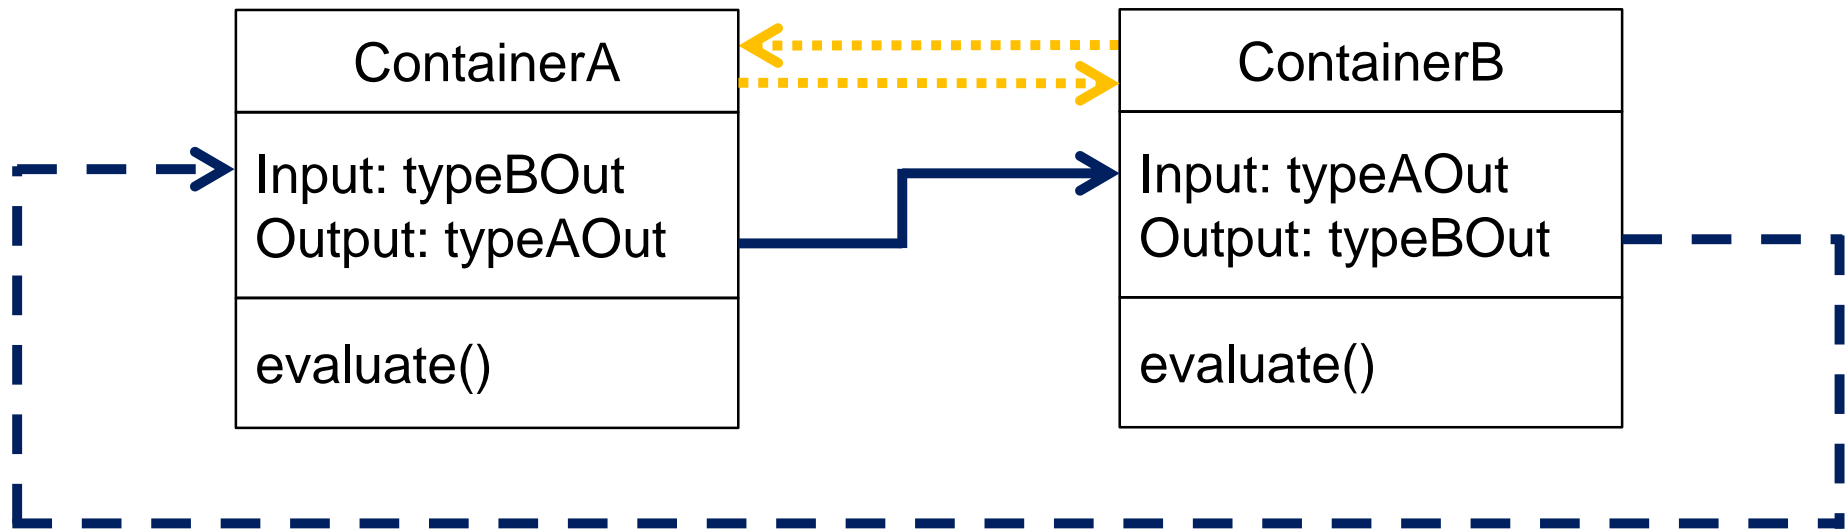 ContainerA
Input: typeBOut
Output: typeAOut
evaluate()
ContainerB
Input: typeAOut
Output: typeBOut
evaluate()